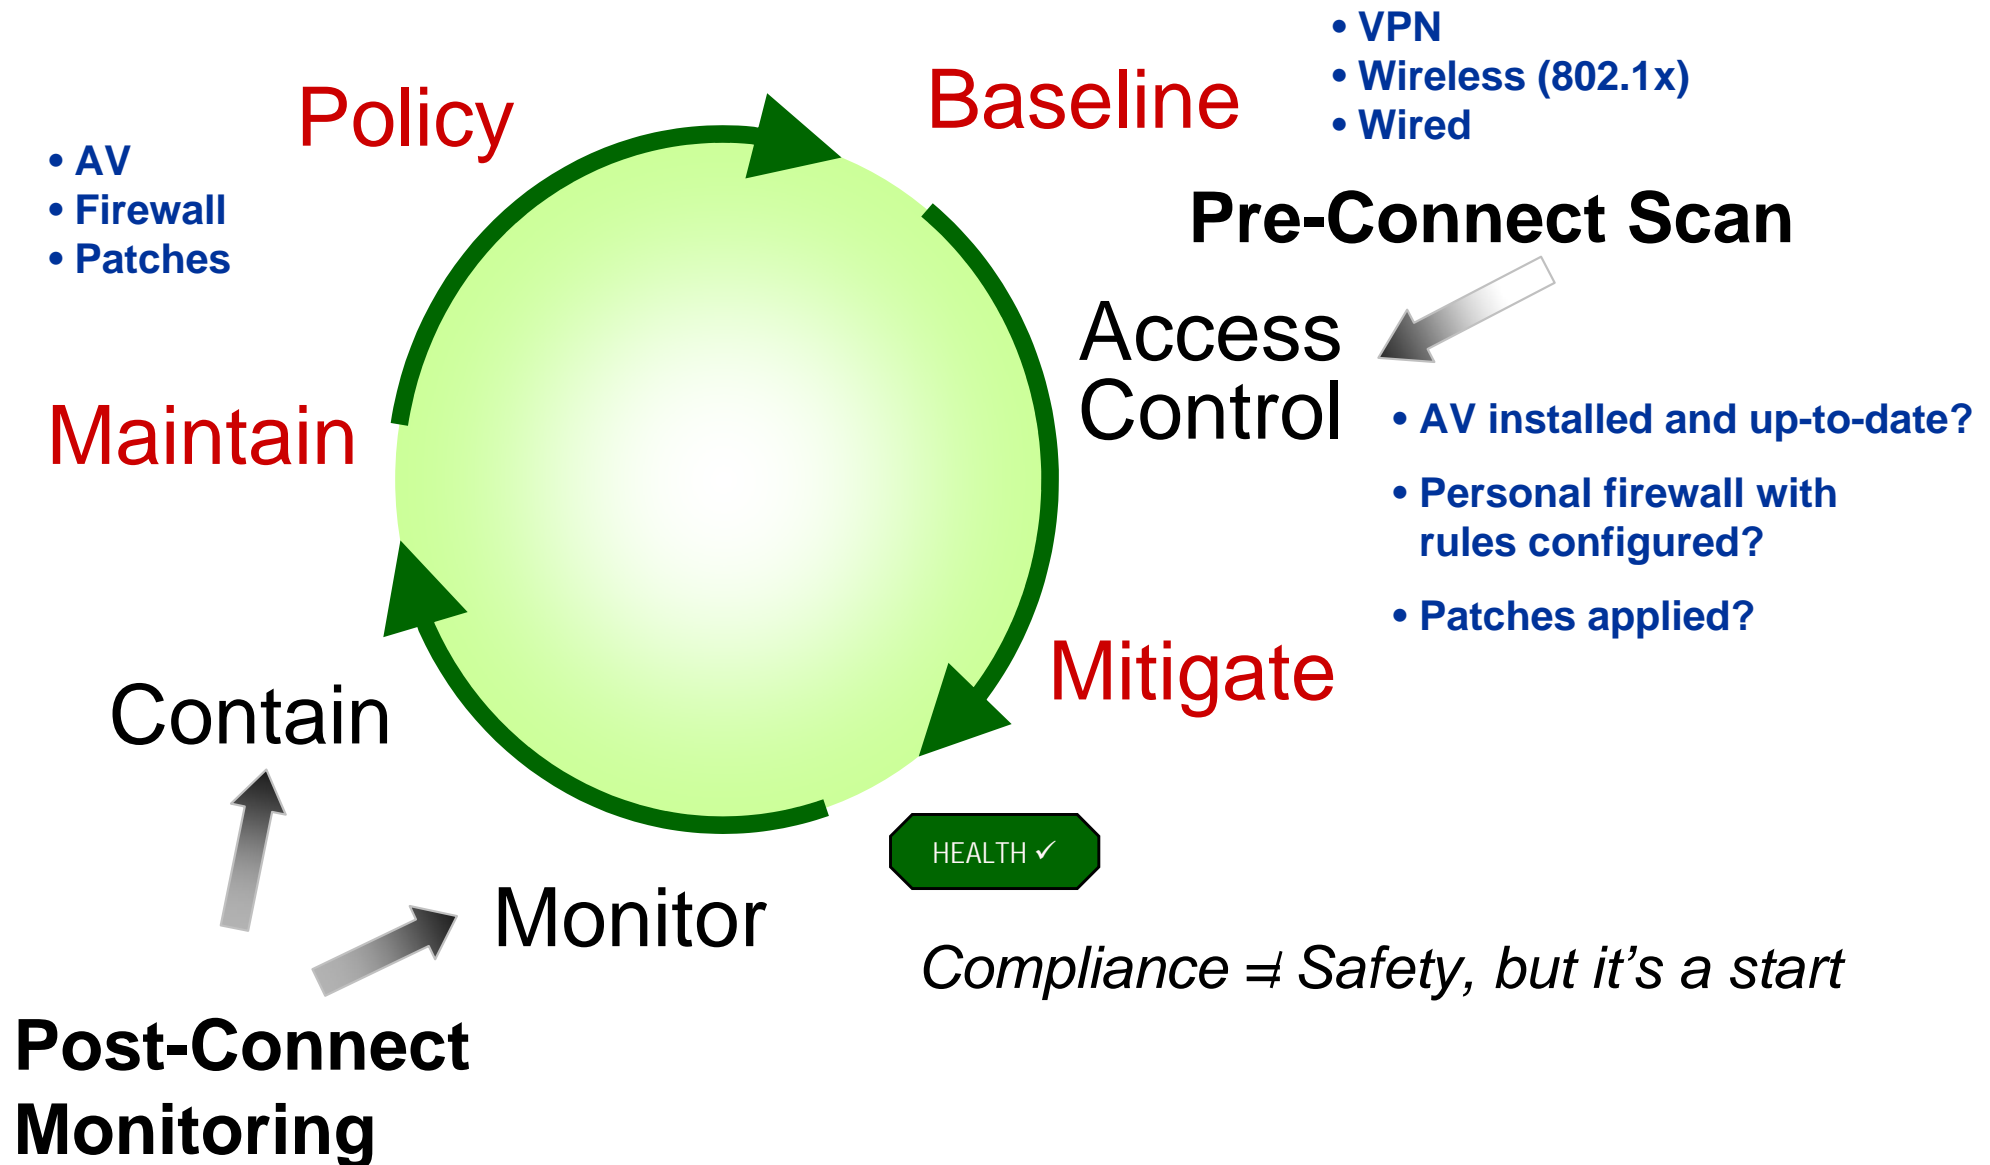 • VPN
• Wireless (802.1x)
• Wired
Baseline
Policy
• AV
• Firewall
• Patches
Pre-Connect Scan
Access
Control
• AV installed and up-to-date?
• Personal firewall with
rules configured?
• Patches applied?
Maintain
Mitigate
Contain
HEALTH ✓
Monitor
Compliance ≠ Safety, but it’s a start
Post-Connect
Monitoring